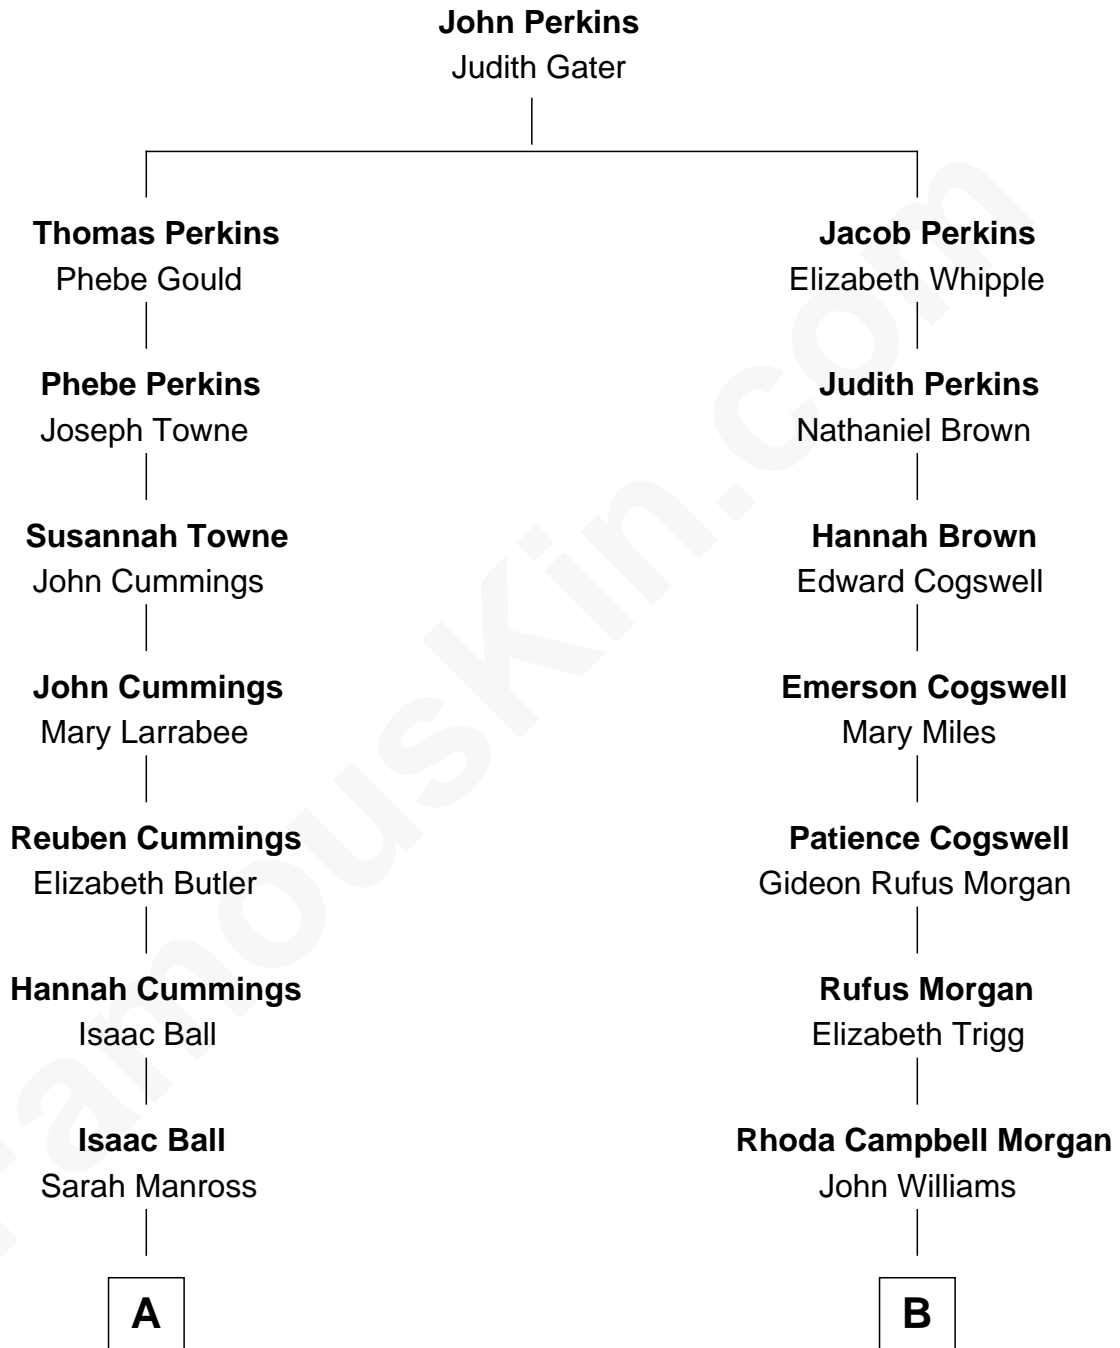 John Perkins
Judith Gater
Thomas Perkins
Phebe Gould
Jacob Perkins
Elizabeth Whipple
Phebe Perkins
Joseph Towne
Judith Perkins
Nathaniel Brown
Susannah Towne
John Cummings
Hannah Brown
Edward Cogswell
John Cummings
Mary Larrabee
Emerson Cogswell
Mary Miles
Reuben Cummings
Elizabeth Butler
Patience Cogswell
Gideon Rufus Morgan
Hannah Cummings
Isaac Ball
Rufus Morgan
Elizabeth Trigg
Isaac Ball
Sarah Manross
Rhoda Campbell Morgan
John Williams
A
B
FamousKin.com